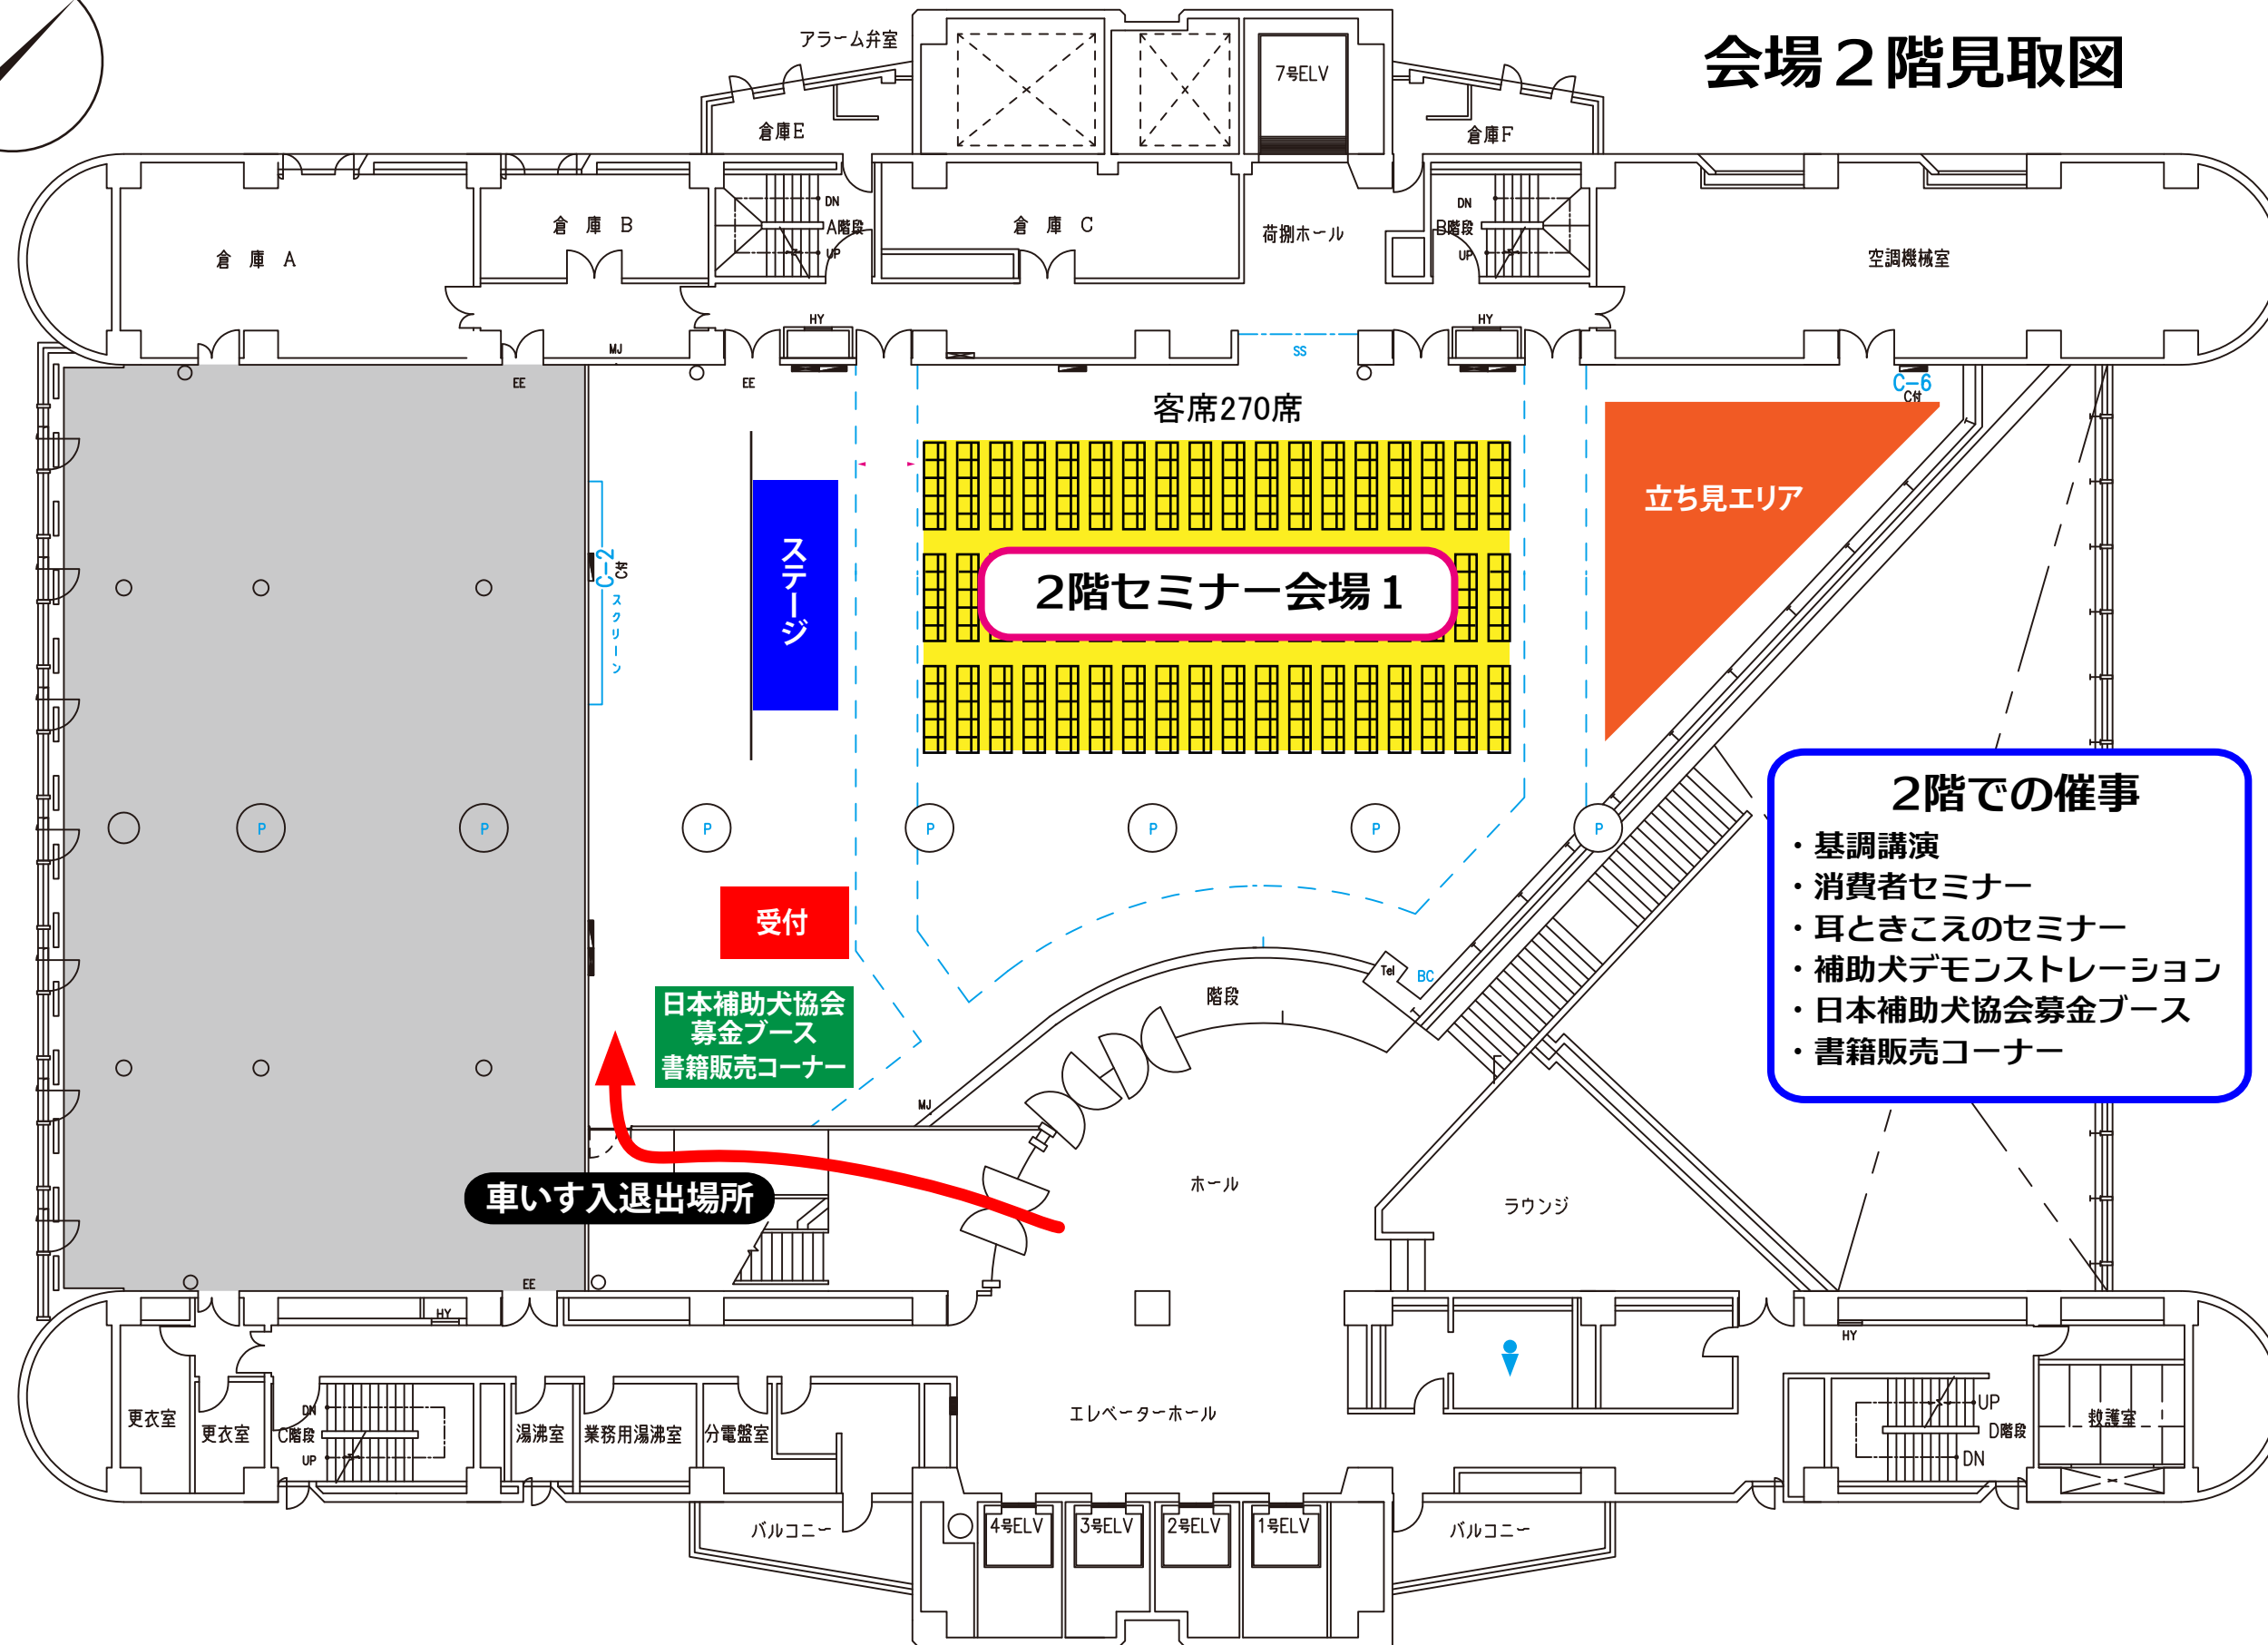 会場2階見取図
アラーム弁室
7号ELV
倉庫E
倉庫F
倉 庫 A
倉 庫 B
DN
A階段
UP
倉 庫 C
荷捌ホール
DN
B階段
UP
空調機械室
HY
HY
MJ
SS
EE
EE
C-6
C付
客席270席
立ち見エリア
C-2
C付
スクリーン
ステージ
2階セミナー会場1
2階での催事
・基調講演
・消費者セミナー
・耳ときこえのセミナー
・補助犬デモンストレーション
・日本補助犬協会募金ブース
・書籍販売コーナー
P
P
P
P
P
P
P
受付
Tel
BC
階段
日本補助犬協会
募金ブース
書籍販売コーナー
MJ
車いす入退出場所
ホール
ラウンジ
EE
HY
HY
更衣室
更衣室
DN
C階段
UP
湯沸室
業務用湯沸室
分電盤室
エレベーターホール
UP
D階段
DN
救護室
バルコニー
4号ELV
3号ELV
2号ELV
1号ELV
バルコニー